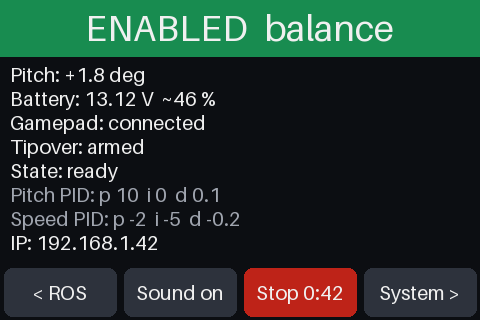 ENABLED balance
Pitch: +1.8 deg
Battery: 13.12 V ~46 %
Gamepad: connected
Tipover: armed
State: ready
Pitch PID: p 10 i 0 d 0.1
Speed PID: p -2 i -5 d -0.2
IP: 192.168.1.42
< ROS
Sound on
Stop 0:42
System >